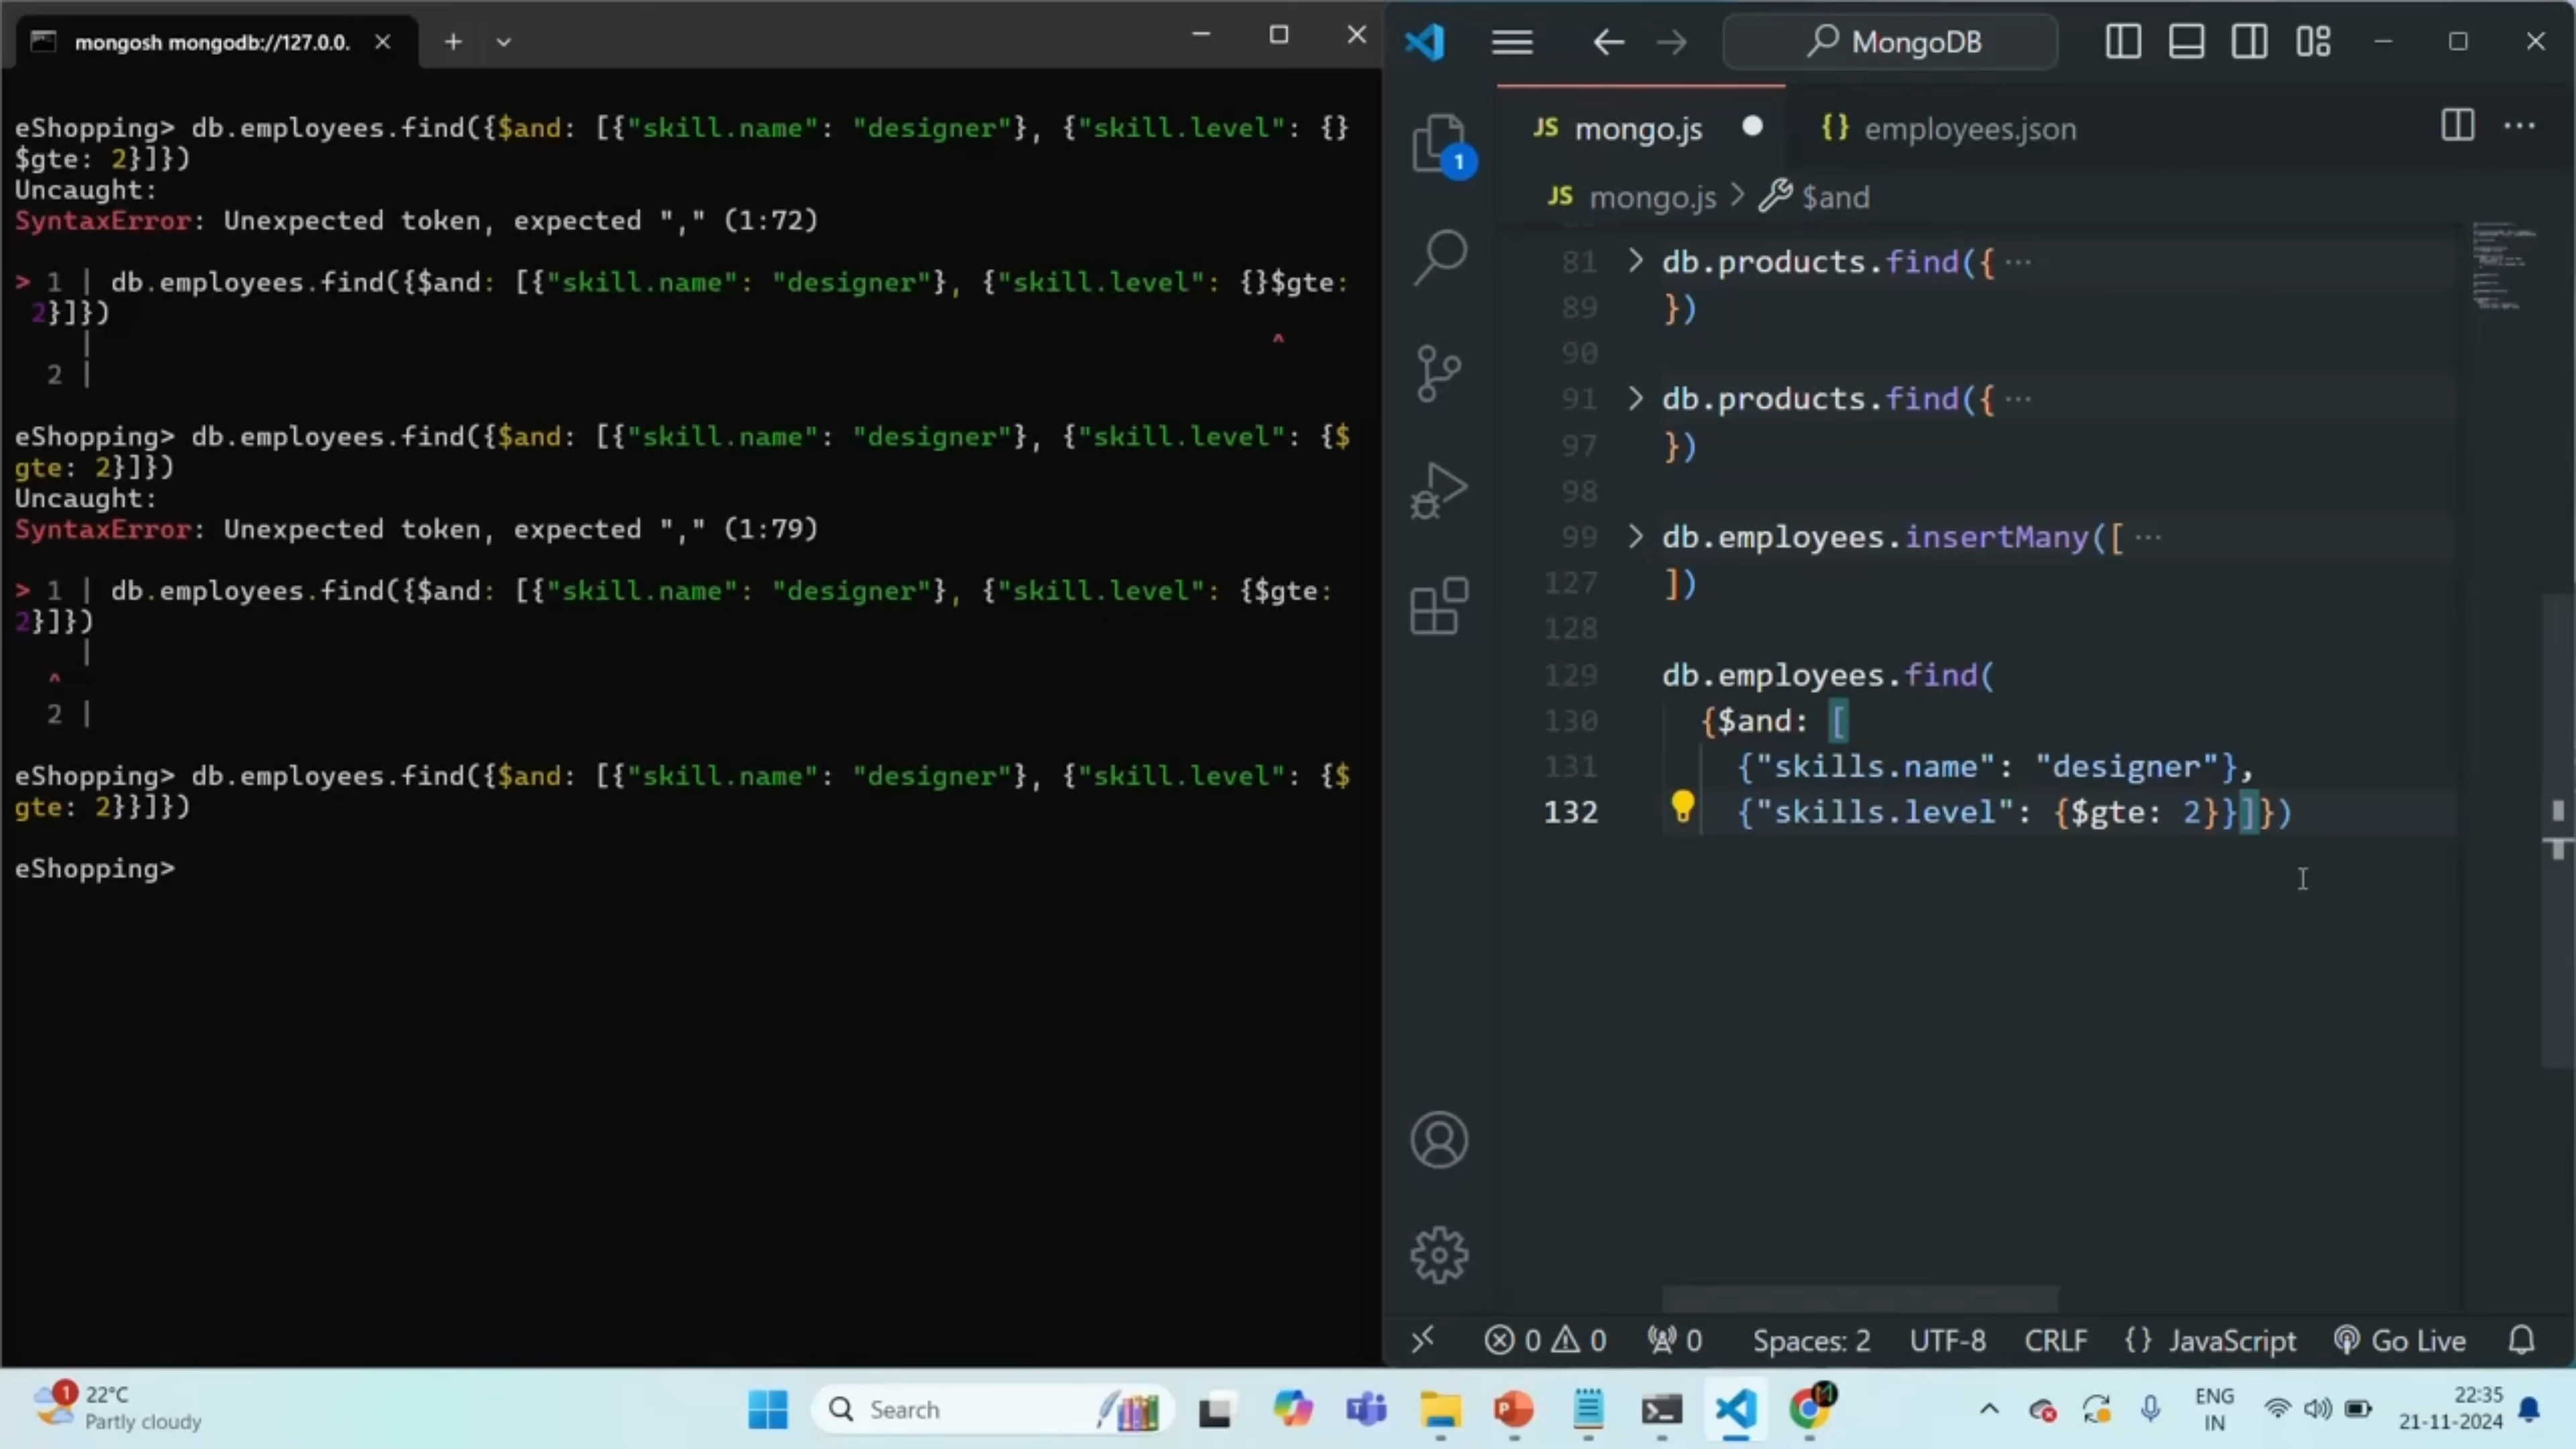 mongosh mongodb://127.0.0.
eShopping> db.employees.find({$and: [{"skill.name": "designer"}, {"skill.level": {}
$gte: 2}]})
Uncaught:
SyntaxError: Unexpected token, expected "," (1:72)
> 1 | db.employees.find({$and: [{"skill.name": "designer"}, {"skill.level": {}$gte:
2}]})
|
^
2 |
eShopping> db.employees.find({$and: [{"skill.name": "designer"}, {"skill.level": {$
gte: 2}]})
Uncaught:
SyntaxError: Unexpected token, expected "," (1:79)
> 1 | db.employees.find({$and: [{"skill.name": "designer"}, {"skill.level": {$gte:
2}]})
|
^
2 |
eShopping> db.employees.find({$and: [{"skill.name": "designer"}, {"skill.level": {$
gte: 2}}]})
eShopping>
MongoDB
JS mongo.js
{} employees.json
1
JS mongo.js > $and
81 > db.products.find({ ···
89 })
90
91 > db.products.find({ ···
97 })
98
99 > db.employees.insertMany([ ···
127 ])
128
129 db.employees.find(
130 {$and: [
131 {"skills.name": "designer"},
132 {"skills.level": {$gte: 2}}]})
0 0 0 Spaces: 2 UTF-8 CRLF {} JavaScript Go Live
1
22°C
Partly cloudy
Search
ENG
IN
22:35
21-11-2024